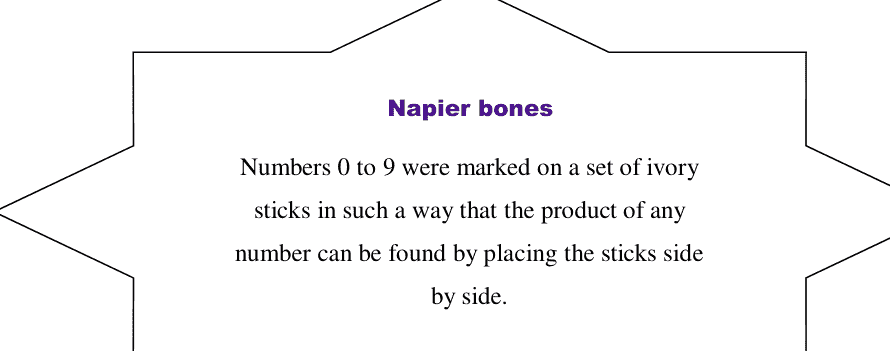 Napier bones
Numbers 0 to 9 were marked on a set of ivory
sticks in such a way that the product of any
number can be found by placing the sticks side
by side.